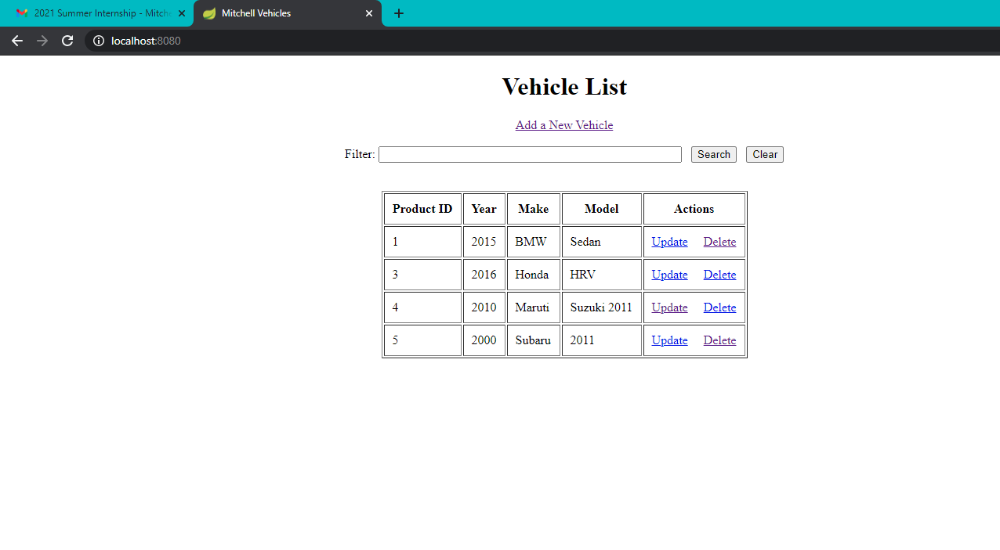 2021 Summer Internship - Mitche
Mitchell Vehicles
localhost:8080
Vehicle List
Add a New Vehicle
Filter: Search Clear
Product ID Year Make Model Actions
1 2015 BMW Sedan Update Delete
3 2016 Honda HRV Update Delete
4 2010 Maruti Suzuki 2011 Update Delete
5 2000 Subaru 2011 Update Delete